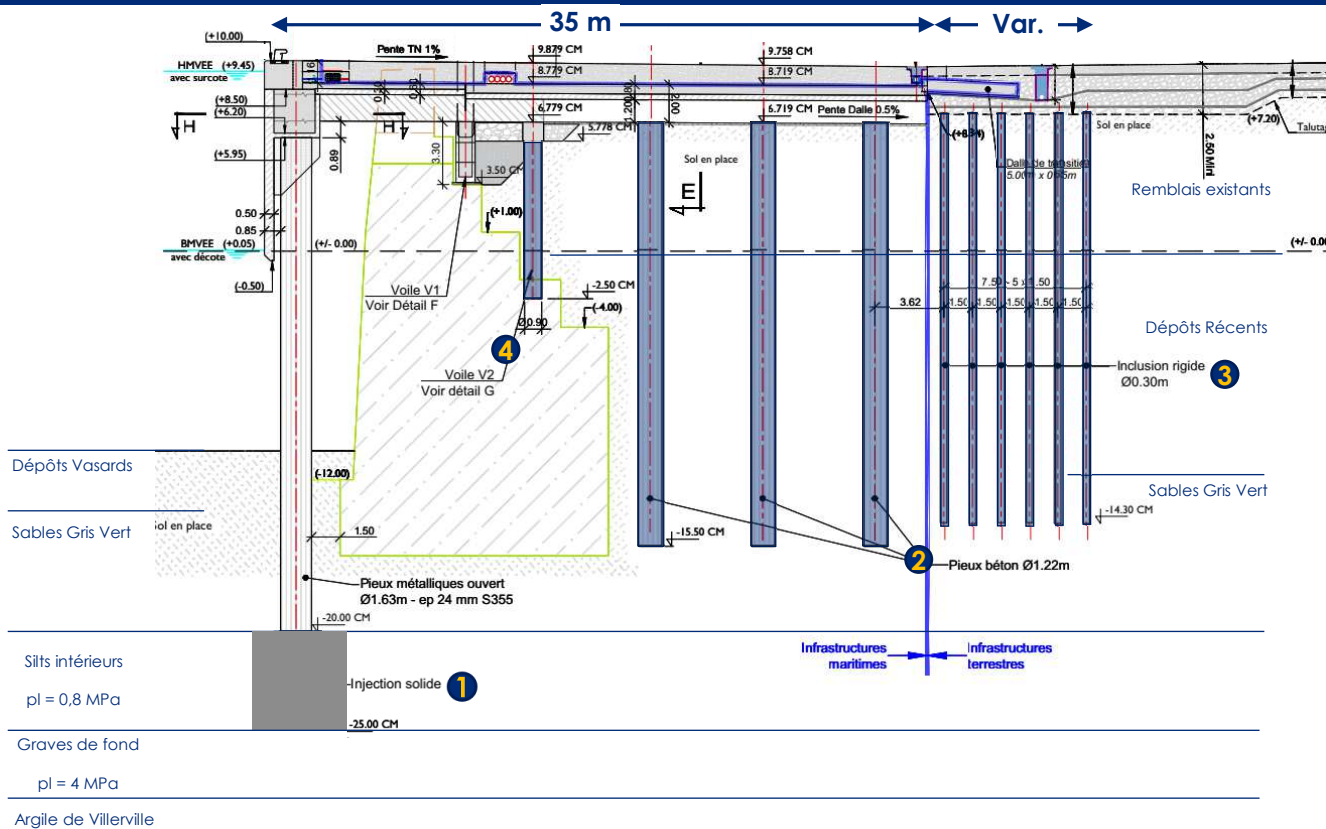 35 m
Var.
(+10.00)
Pente TN 1%
9.879 CM
9.758 CM
HMVEE (+9.45)
avec surcote
8.779 CM
8.719 CM
(+8.50)
(+6.20)
6.779 CM
6.719 CM
Pente Dalle 0.5%
H
H
5.778 CM
Sol en place
(+7.20)
Taluta
(+5.95)
0.89
3.30
Sol en place
Dalle de transition
2.50 Mini
3.50 CM
E
Remblais existants
0.50
(+1.00)
0.85
BMVEE (+0.05)
avec décote
(+/- 0.00)
(+/- 0.00
(-0.50)
Voile V1
Voir Détail F
-2.50 CM
(-4.00)
7.50 ~ 5 x 1.50
3.62
1.50
1.50
1.50
1.50
1.50
Ø0.90
Dépôts Récents
4
Voile V2
Voir détail G
Inclusion rigide
Ø0.30m
3
Dépôts Vasards
(-12.00)
Sables Gris Vert
-14.30 CM
Sables Gris Vert
Sol en place
1.50
-15.50 CM
2
Pieux béton Ø1.22m
Pieux métalliques ouvert
Ø1.63m - ep 24 mm S355
-20.00 CM
Infrastructures
maritimes
Infrastructures
terrestres
Silts intérieurs
pl = 0,8 MPa
Injection solide
1
-25.00 CM
Graves de fond
pl = 4 MPa
Argile de Villerville